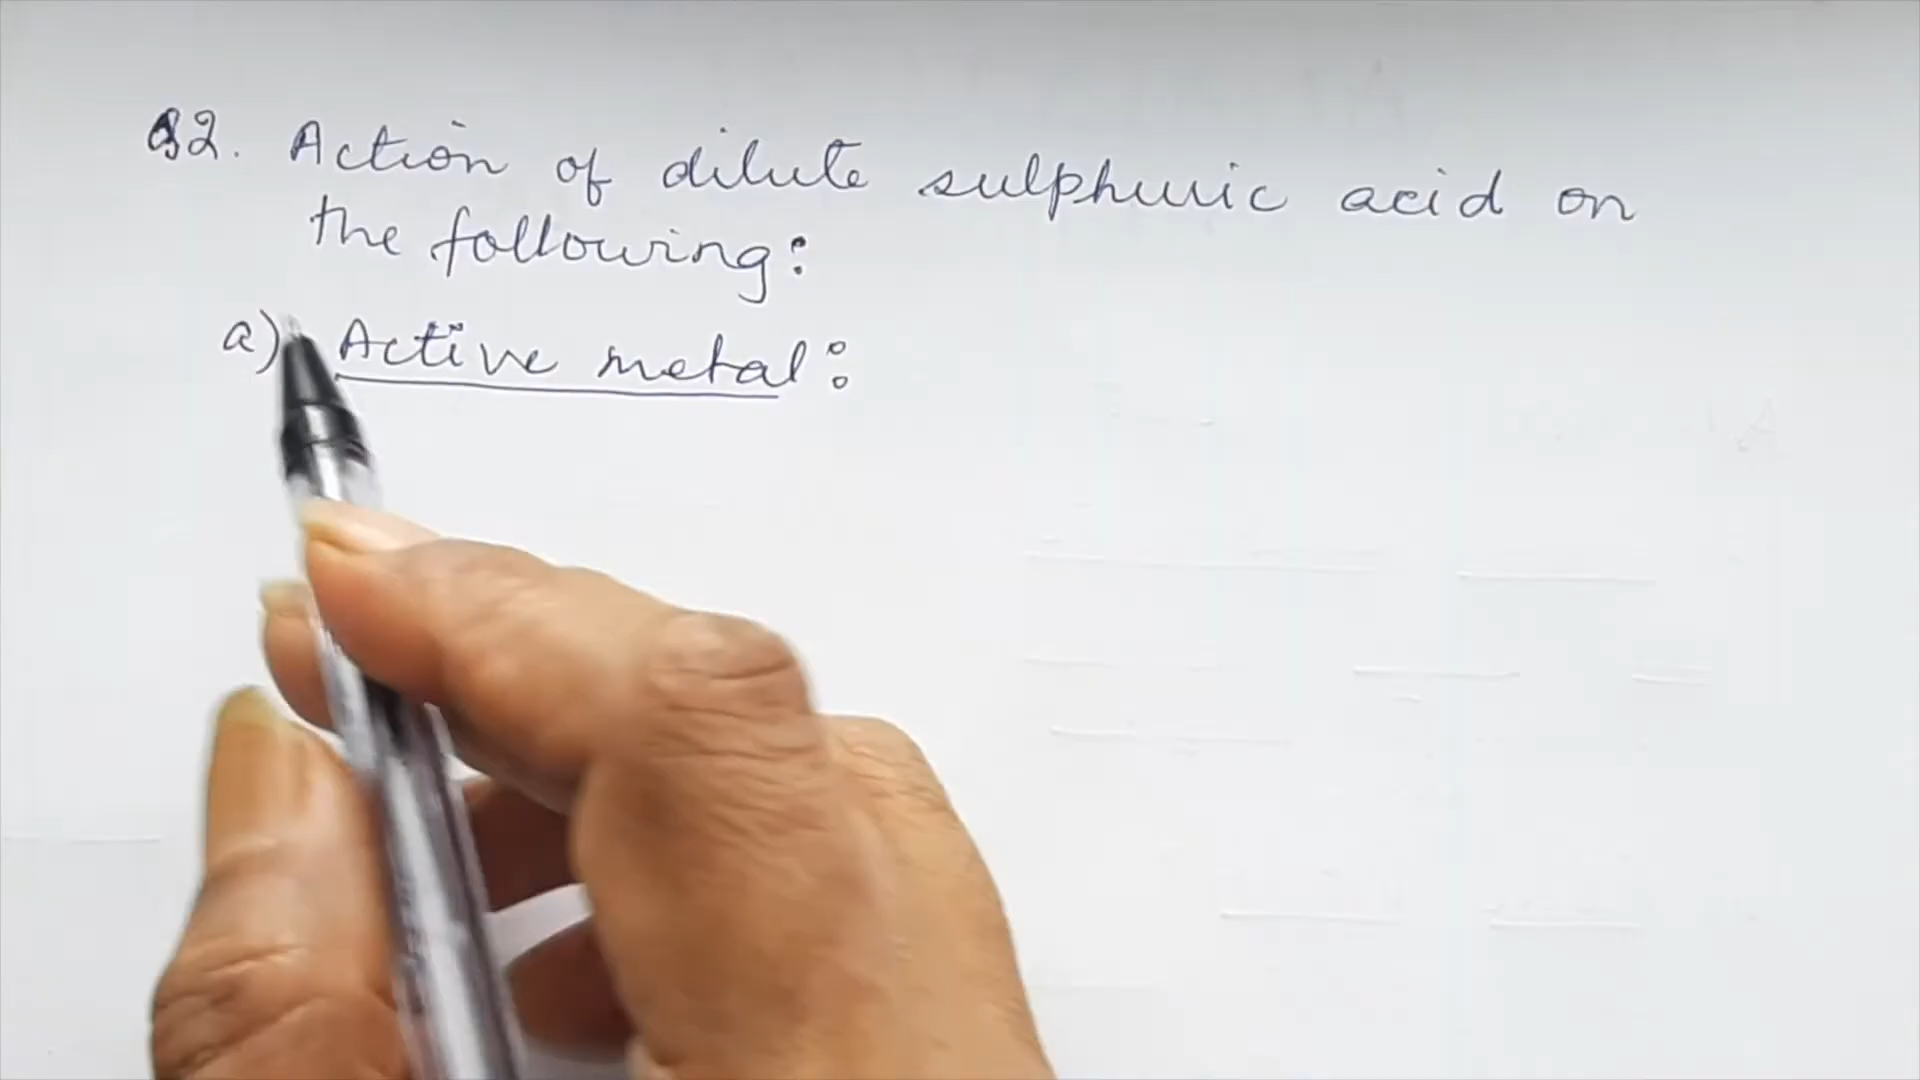 Q2. Action of dilute sulphuric acid on
the following:
a) Active metal: